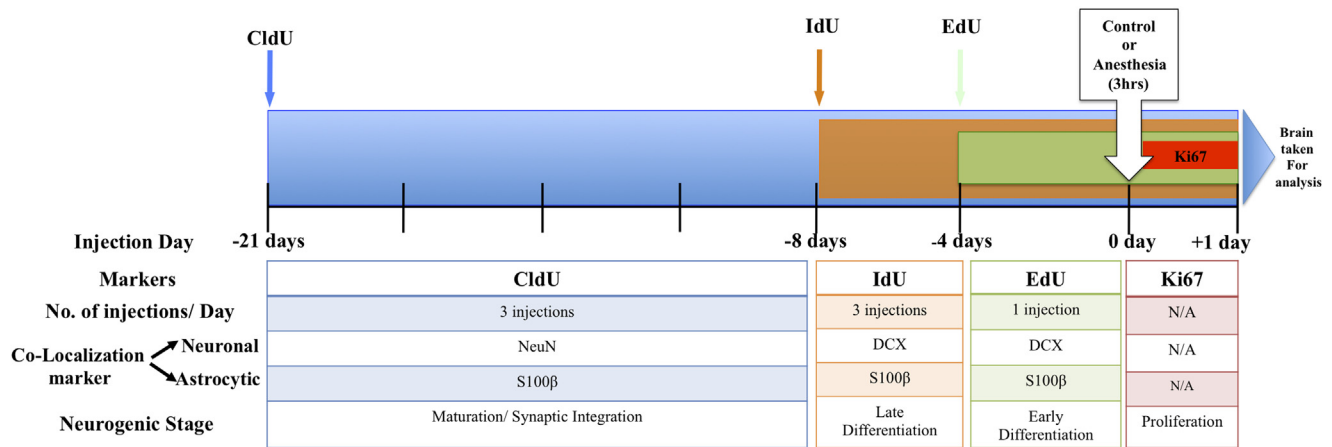 CldU
IdU
EdU
Control
or
Anesthesia
(3hrs)
Ki67
Brain
taken
For
analysis
Injection Day
-21 days
-8 days
-4 days
0 day
+1 day
Markers
CldU
IdU
EdU
Ki67
No. of injections/ Day
3 injections
3 injections
1 injection
N/A
Co-Localization
marker
Neuronal
NeuN
DCX
DCX
N/A
Astrocytic
S100β
S100β
S100β
N/A
Neurogenic Stage
Maturation/ Synaptic Integration
Late
Differentiation
Early
Differentiation
Proliferation